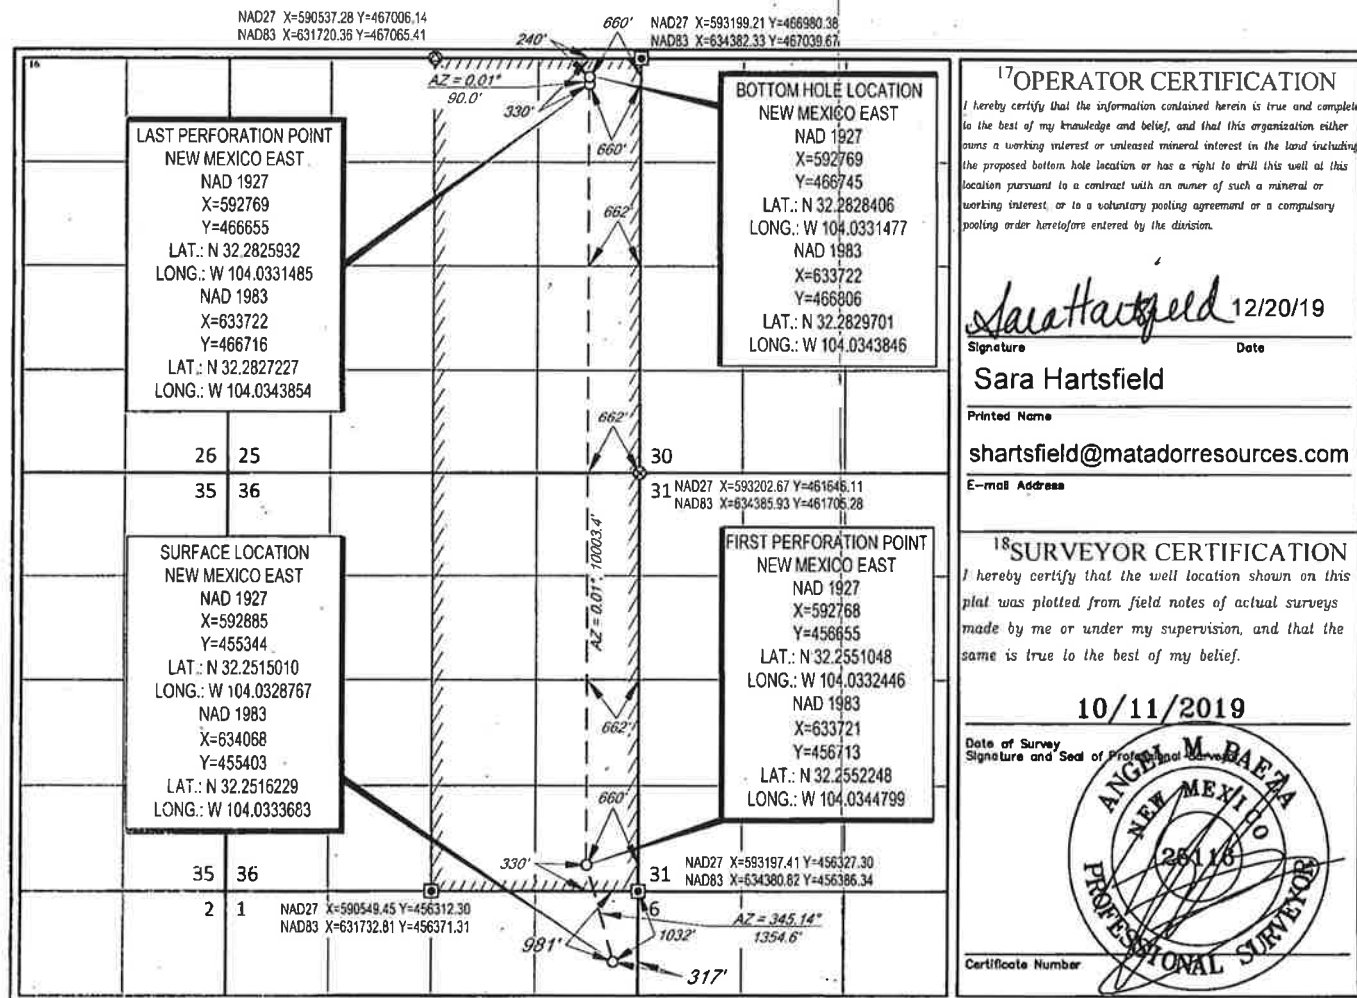 NAD27 X=590537.28 Y=467006.14
NAD83 X=631720.36 Y=467065.41
NAD27 X=593199.21 Y=466980.38
NAD83 X=634382.33 Y=467039.67
660'
240'
16
AZ = 0.01°
90.0'
330'
660'
662'
LAST PERFORATION POINT
NEW MEXICO EAST
NAD 1927
X=592769
Y=466655
LAT.: N 32.2825932
LONG.: W 104.0331485
NAD 1983
X=633722
Y=466716
LAT.: N 32.2827227
LONG.: W 104.0343854
BOTTOM HOLE LOCATION
NEW MEXICO EAST
NAD 1927
X=592769
Y=466745
LAT.: N 32.2828406
LONG.: W 104.0331477
NAD 1983
X=633722
Y=466806
LAT.: N 32.2829701
LONG.: W 104.0343846
662'
26 25
35 36
30
31
NAD27 X=593202.67 Y=461646.11
NAD83 X=634385.93 Y=461705.28
AZ = 0.01°, 10003.4'
SURFACE LOCATION
NEW MEXICO EAST
NAD 1927
X=592885
Y=455344
LAT.: N 32.2515010
LONG.: W 104.0328767
NAD 1983
X=634068
Y=455403
LAT.: N 32.2516229
LONG.: W 104.0333683
FIRST PERFORATION POINT
NEW MEXICO EAST
NAD 1927
X=592768
Y=456655
LAT.: N 32.2551048
LONG.: W 104.0332446
NAD 1983
X=633721
Y=456713
LAT.: N 32.2552248
LONG.: W 104.0344799
662'
660'
330'
35 36
2 1
31
6
NAD27 X=593197.41 Y=456327.30
NAD83 X=634380.82 Y=456386.34
NAD27 X=590549.45 Y=456312.30
NAD83 X=631732.81 Y=456371.31
AZ = 345.14°
1354.6'
981'
1032'
317'
17 OPERATOR CERTIFICATION
I hereby certify that the information contained herein is true and complete
to the best of my knowledge and belief, and that this organization either
owns a working interest or unleased mineral interest in the land including
the proposed bottom hole location or has a right to drill this well at this
location pursuant to a contract with an owner of such a mineral or
working interest, or to a voluntary pooling agreement or a compulsory
pooling order heretofore entered by the division.
Sara Hartsfield 12/20/19
Signature Date
Sara Hartsfield
Printed Name
shartsfield@matadorresources.com
E-mail Address
18 SURVEYOR CERTIFICATION
I hereby certify that the well location shown on this
plat was plotted from field notes of actual surveys
made by me or under my supervision, and that the
same is true to the best of my belief.
10/11/2019
Date of Survey
Signature and Seal of Professional Surveyor
ANGEL M. BAEZA
NEW MEXICO
25116
PROFESSIONAL SURVEYOR
Certificate Number